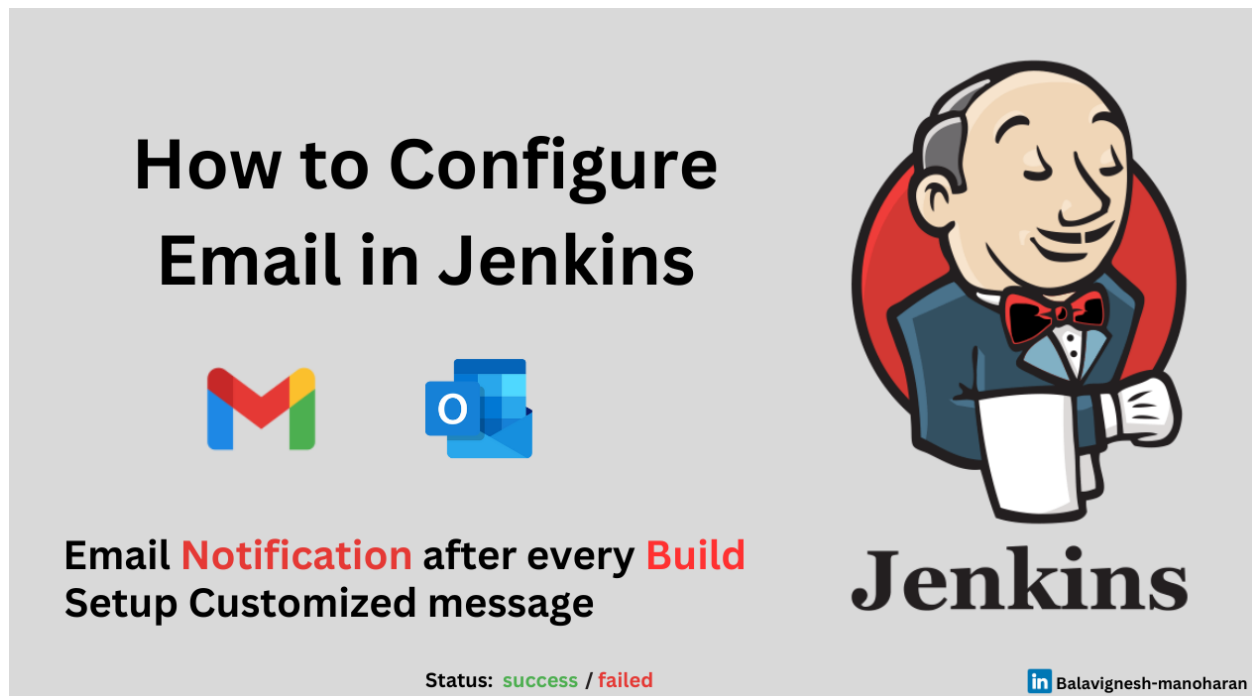 How to Configure
Email in Jenkins
O
Email Notification after every Build
Setup Customized message
Jenkins
Status: success / failed
in Balavignesh-manoharan